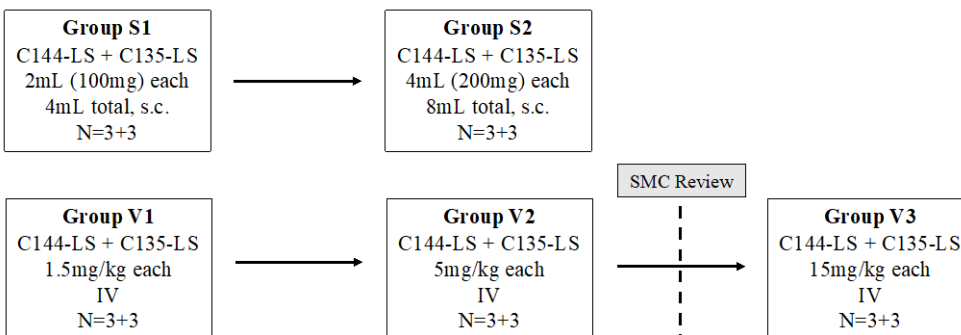 Group S1
C144-LS + C135-LS
2mL (100mg) each
4mL total, s.c.
N=3+3
Group S2
C144-LS + C135-LS
4mL (200mg) each
8mL total, s.c.
N=3+3
SMC Review
Group V1
C144-LS + C135-LS
1.5mg/kg each
IV
N=3+3
Group V2
C144-LS + C135-LS
5mg/kg each
IV
N=3+3
Group V3
C144-LS + C135-LS
15mg/kg each
IV
N=3+3